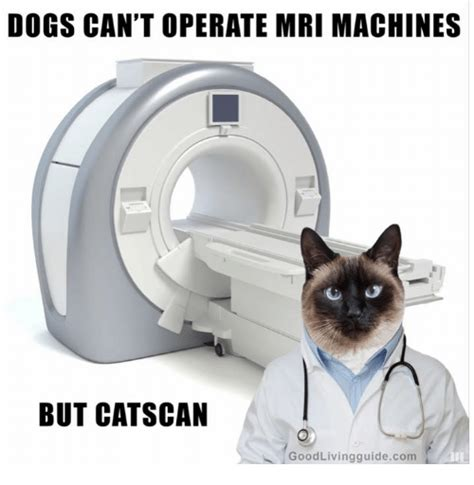 DOGS CAN'T OPERATE MRI MACHINES
BUT CATSCAN
GoodLivingguide.com